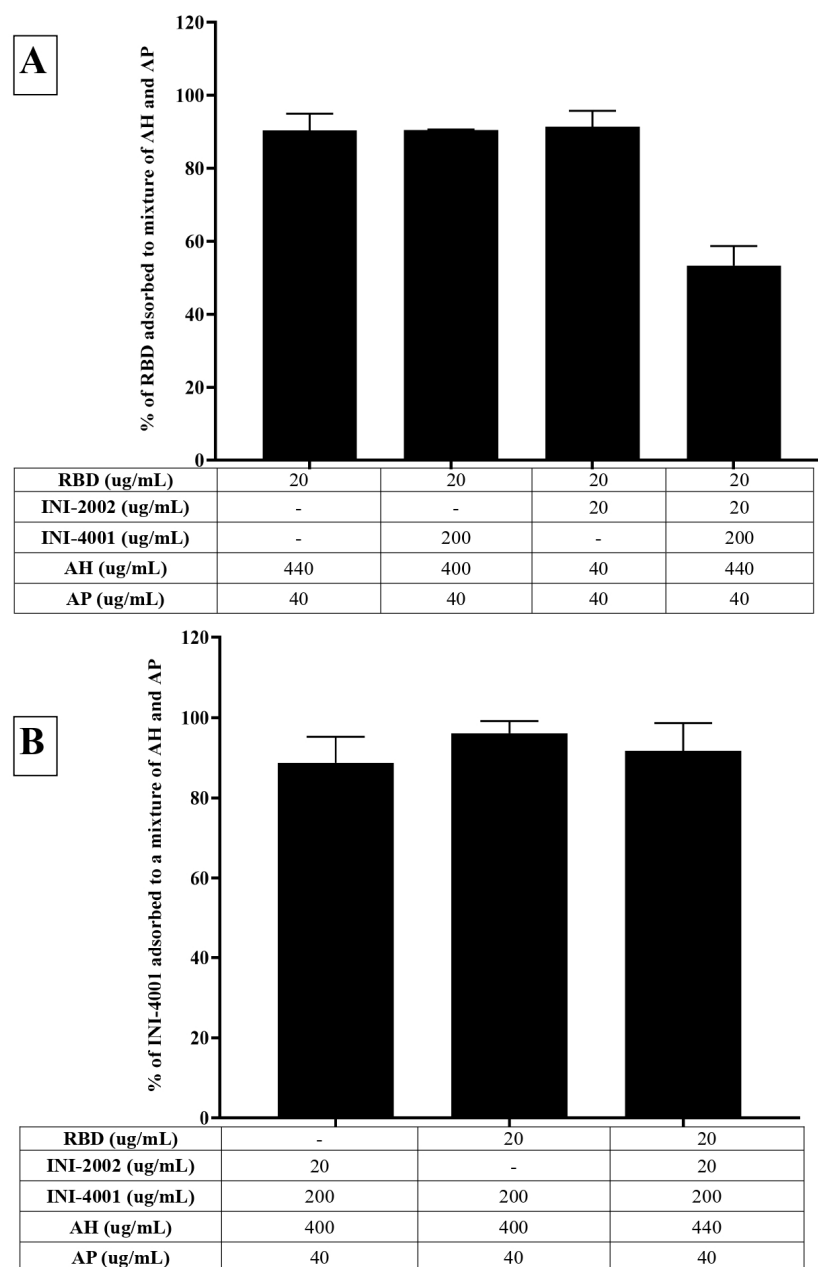 A
% of RBD adsorbed to mixture of AH and AP
120
100
80
60
40
20
0
RBD (ug/mL) 20 20 20 20
INI-2002 (ug/mL) - - 20 20
INI-4001 (ug/mL) - 200 - 200
AH (ug/mL) 440 400 40 440
AP (ug/mL) 40 40 40 40
B
% of INI-4001 adsorbed to a mixture of AH and AP
120
100
80
60
40
20
0
RBD (ug/mL) - 20 20
INI-2002 (ug/mL) 20 - 20
INI-4001 (ug/mL) 200 200 200
AH (ug/mL) 400 400 440
AP (ug/mL) 40 40 40